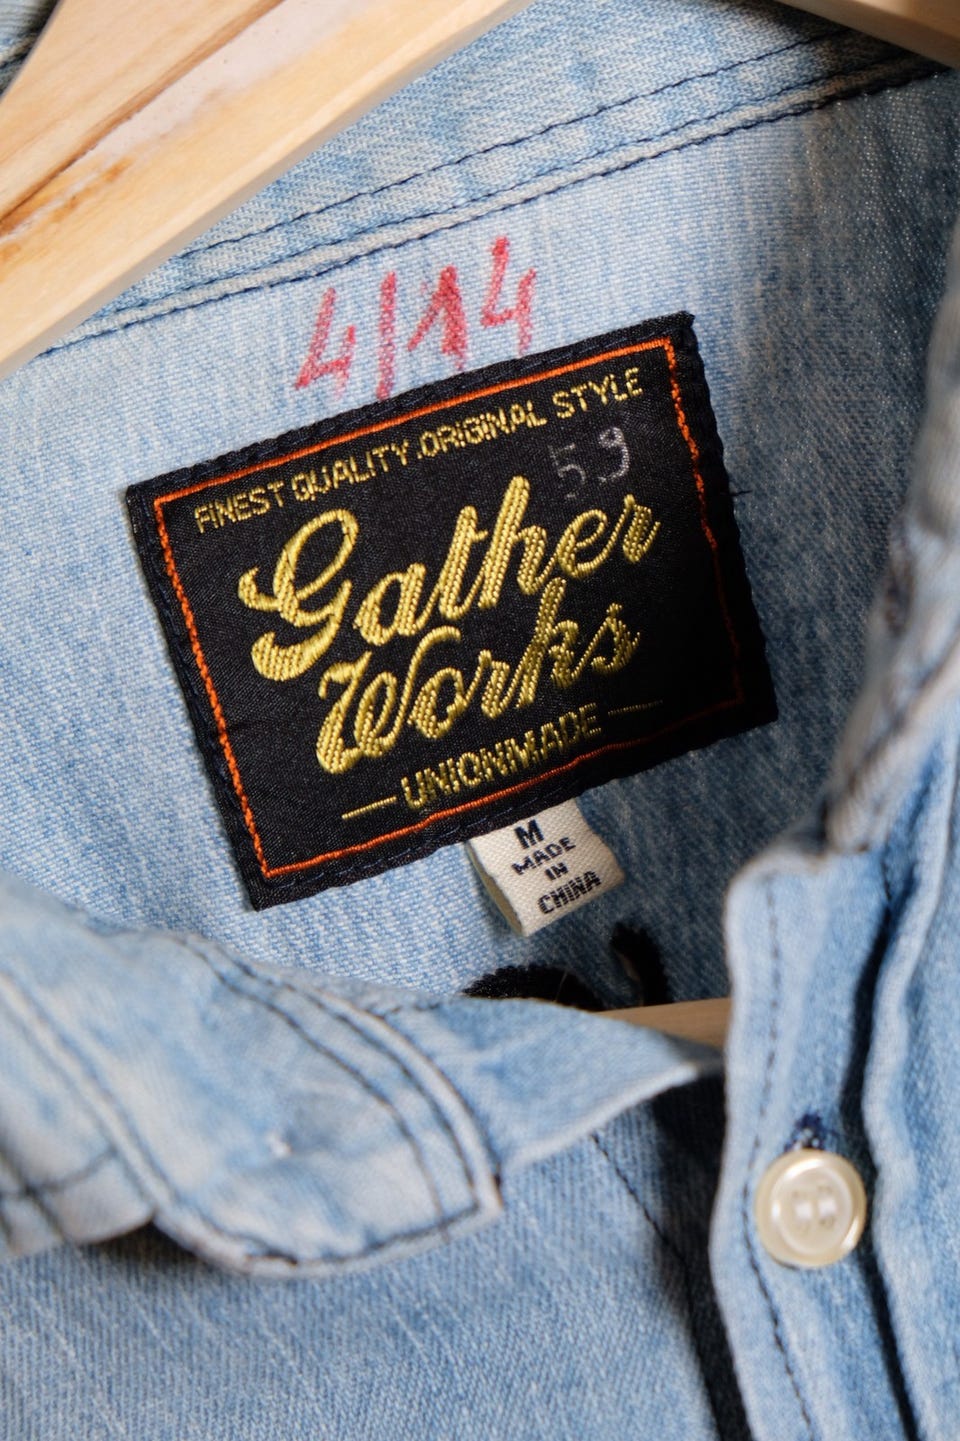 4/14
FINEST QUALITY.ORIGINAL STYLE
59
Gather
Works
UNIONMADE
M
MADE
IN
CHINA